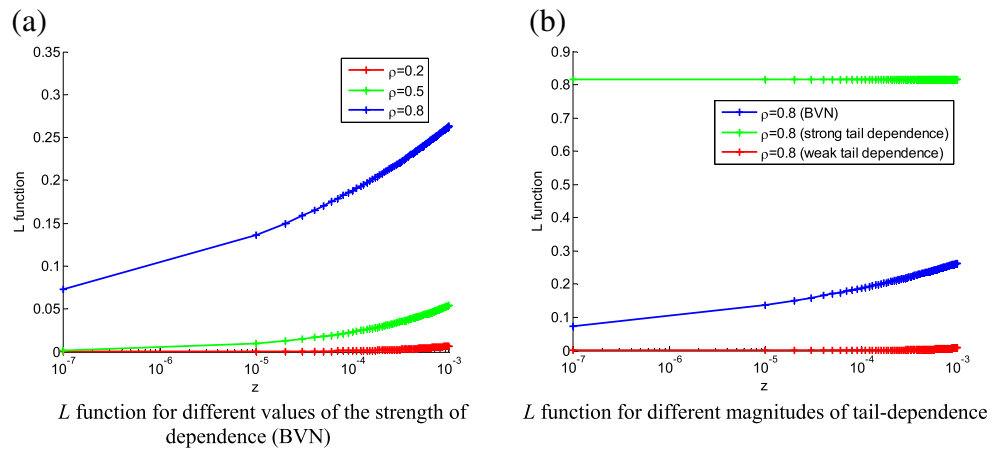 (a)
0.35
0.3
0.25
0.2
0.15
0.1
0.05
0
L function
ρ=0.2
ρ=0.5
ρ=0.8
10⁻⁷
10⁻⁶
10⁻⁵
10⁻⁴
10⁻³
z
L function for different values of the strength of
dependence (BVN)
(b)
0.9
0.8
0.7
0.6
0.5
0.4
0.3
0.2
0.1
0
L function
ρ=0.8 (BVN)
ρ=0.8 (strong tail dependence)
ρ=0.8 (weak tail dependence)
10⁻⁷
10⁻⁶
10⁻⁵
10⁻⁴
10⁻³
z
L function for different magnitudes of tail-dependence